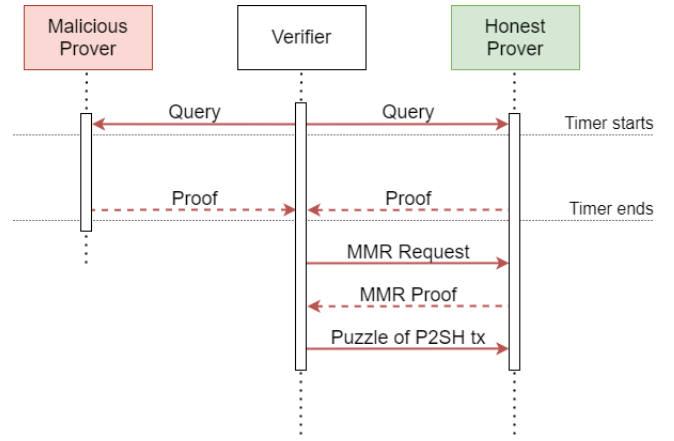 Malicious
Prover
Verifier
Honest
Prover
Query
Query
Timer starts
Proof
Proof
Timer ends
MMR Request
MMR Proof
Puzzle of P2SH tx